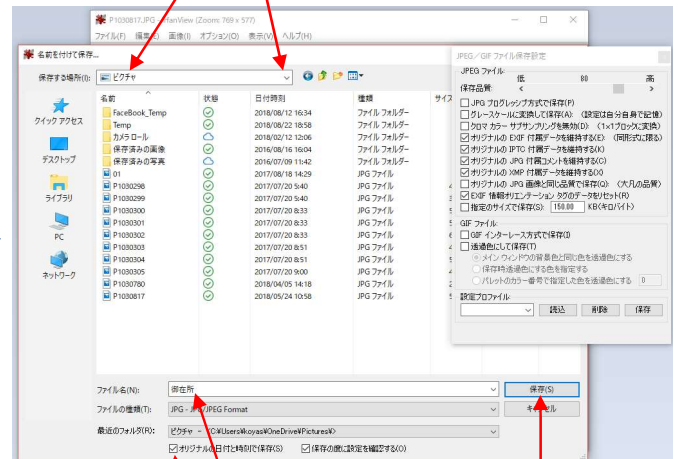 P1030817.JPG - IrfanView (Zoom: 769 x 577)
ファイル(F) 編集(E) 画像(I) オプション(O) 表示(V) ヘルプ(H)
名前を付けて保存...
保存する場所(I): ピクチャ
名前 状態 日付時刻 種類 サイズ
FaceBook_Temp 2018/08/12 16:34 ファイル フォルダー
Temp 2018/08/22 18:58 ファイル フォルダー
カメラロール 2018/02/12 12:06 ファイル フォルダー
保存済みの画像 2018/08/16 16:04 ファイル フォルダー
保存済みの写真 2016/07/09 11:42 ファイル フォルダー
01 2017/08/18 14:29 JPG ファイル
P1030298 2017/07/20 5:40 JPG ファイル
P1030299 2017/07/20 5:40 JPG ファイル
P1030300 2017/07/20 8:33 JPG ファイル
P1030301 2017/07/20 8:33 JPG ファイル
P1030302 2017/07/20 8:33 JPG ファイル
P1030303 2017/07/20 8:51 JPG ファイル
P1030304 2017/07/20 8:51 JPG ファイル
P1030305 2017/07/20 9:00 JPG ファイル
P1030780 2018/04/05 14:18 JPG ファイル
P1030817 2018/05/24 10:58 JPG ファイル
クイック アクセス
デスクトップ
ライブラリ
PC
ネットワーク
ファイル名(N): 御在所 保存(S)
ファイルの種類(T): JPG - JPG/JPEG Format キャンセル
最近のフォルダ(R): ピクチャ - (C:¥Users¥koyas¥OneDrive¥Pictures¥)
オリジナルの日付と時刻で保存(S) 保存の度に設定を確認する(O)
JPEG／GIF ファイル保存設定
JPEG ファイル:
低 80 高
保存品質: < >
JPG プログレッシブ方式で保存(P)
グレースケールに変換して保存(A): (設定は自分自身で記憶)
クロマ カラー サブサンプリングを無効(D): (1×1ブロックに変換)
オリジナルの EXIF 付属データを維持する(E) (同形式に限る)
オリジナルの IPTC 付属データを維持する(K)
オリジナルの JPG 付属コメントを維持する(C)
オリジナルの XMP 付属データを維持する(X)
オリジナルの JPG 画像と同じ品質で保存(Q): (大凡の品質)
EXIF 情報オリエンテーション タグのデータをリセット(R)
指定のサイズで保存(S): 150.00 KB(キロバイト)
GIF ファイル:
GIF インターレース方式で保存(I)
透過色にして保存(T)
メイン ウィンドウの背景色と同じ色を透過色にする
保存時透過色にする色を指定する
パレットのカラー番号で指定した色を透過色にする 0
設定プロファイル
読込 削除 保存